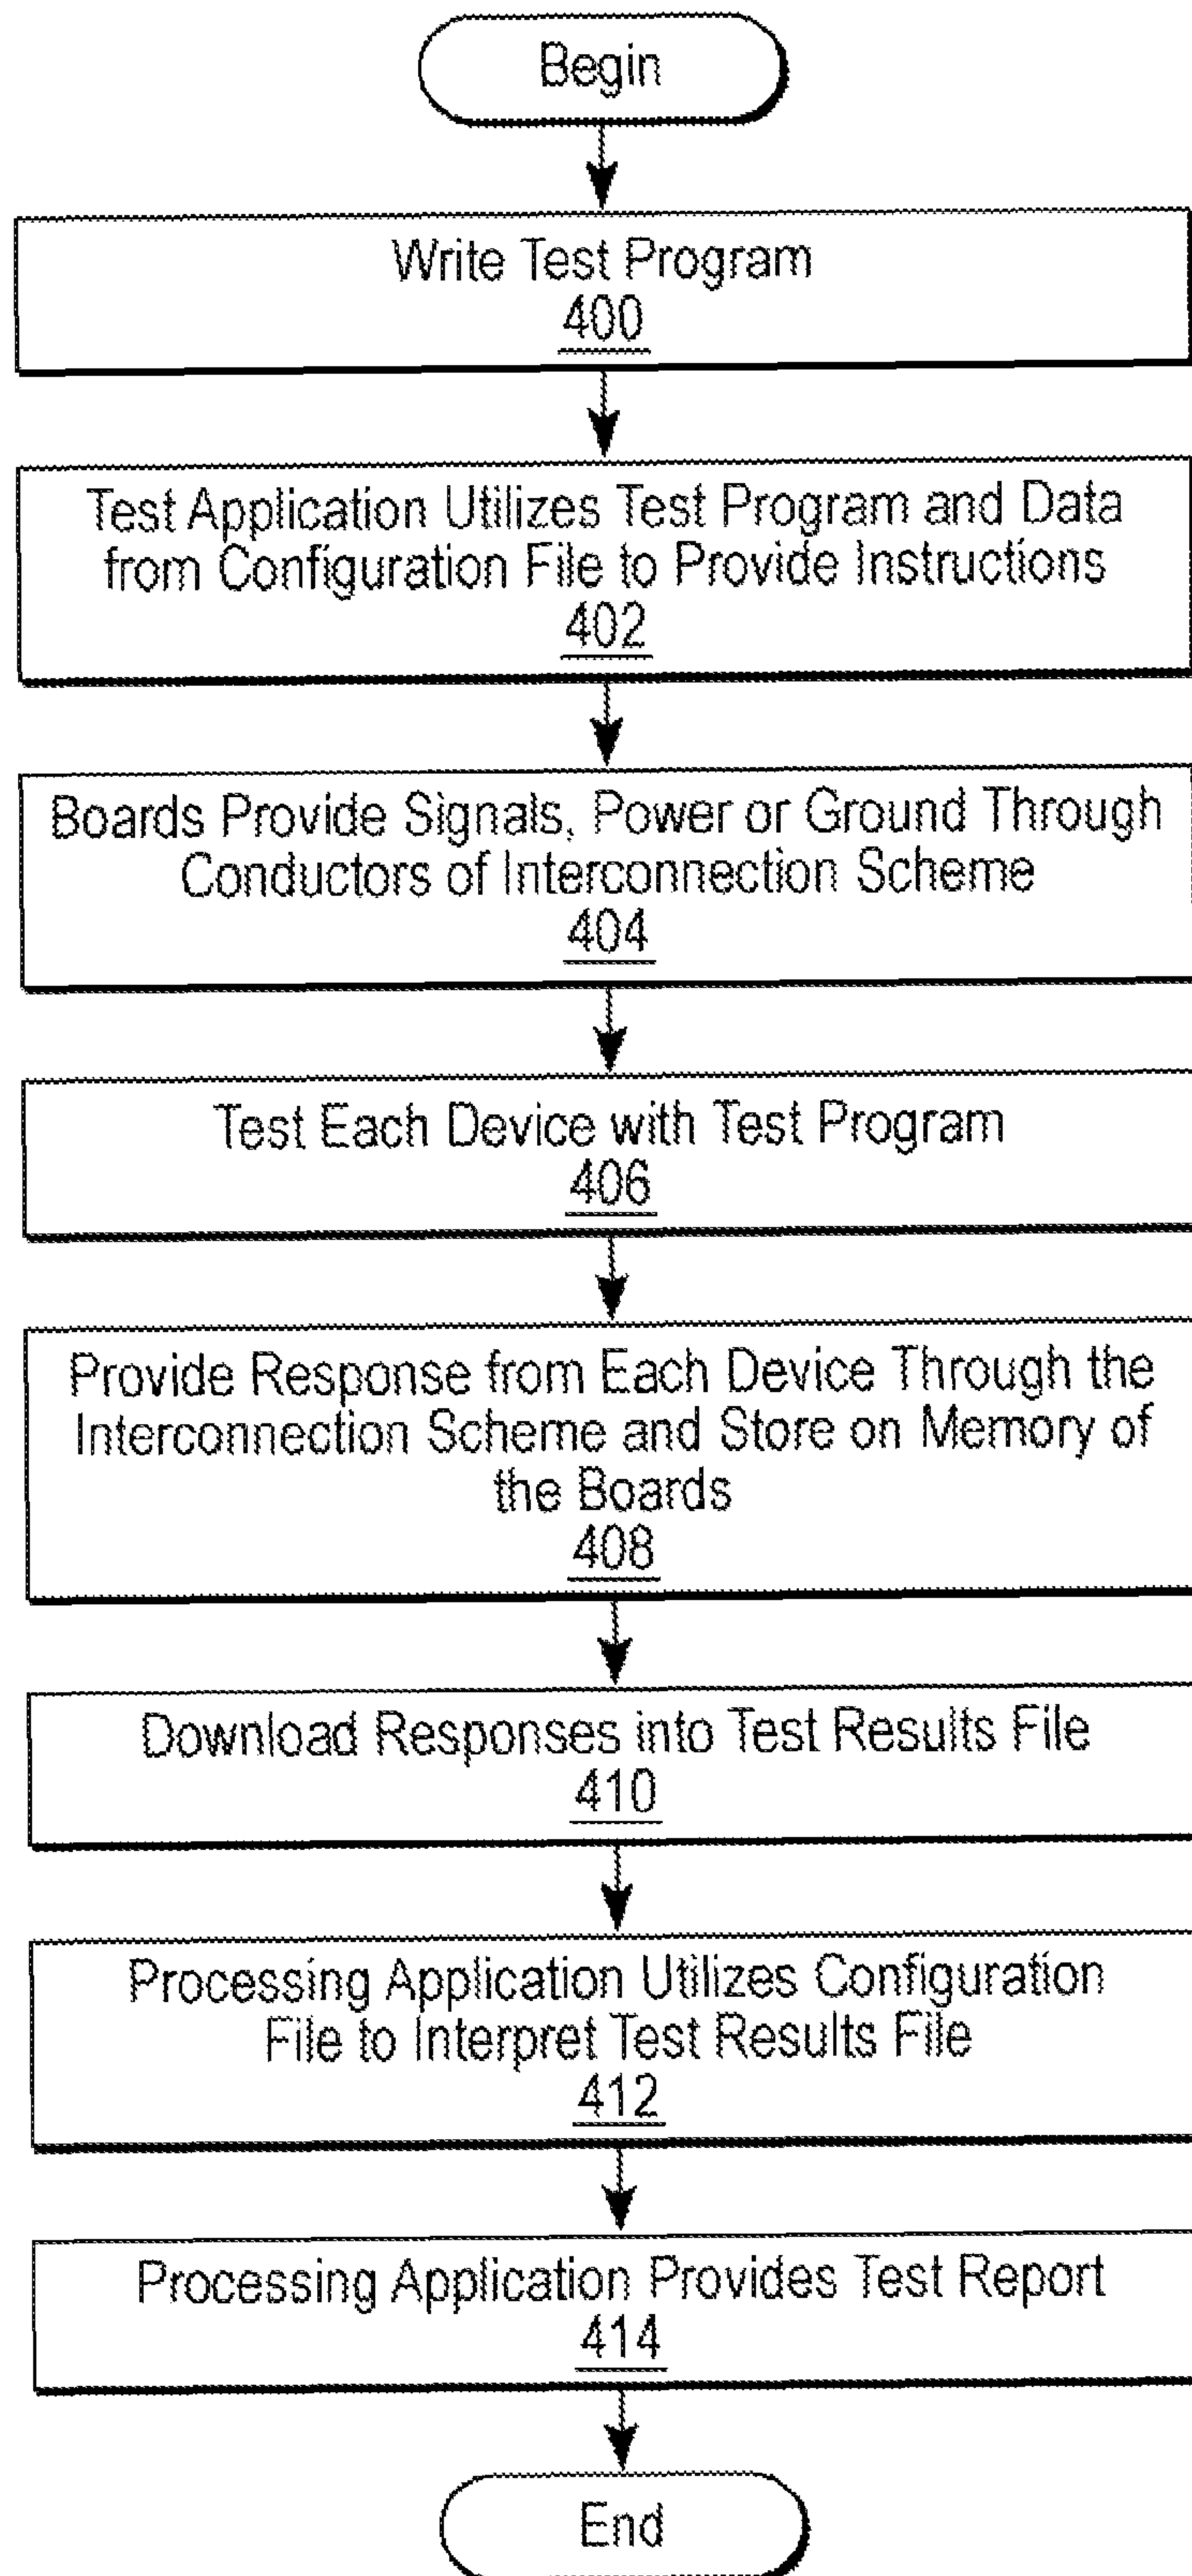 Begin
Write Test Program
400
Test Application Utilizes Test Program and Data
from Configuration File to Provide Instructions
402
Boards Provide Signals, Power or Ground Through
Conductors of Interconnection Scheme
404
Test Each Device with Test Program
406
Provide Response from Each Device Through the
Interconnection Scheme and Store on Memory of
the Boards
408
Download Responses into Test Results File
410
Processing Application Utilizes Configuration
File to Interpret Test Results File
412
Processing Application Provides Test Report
414
End